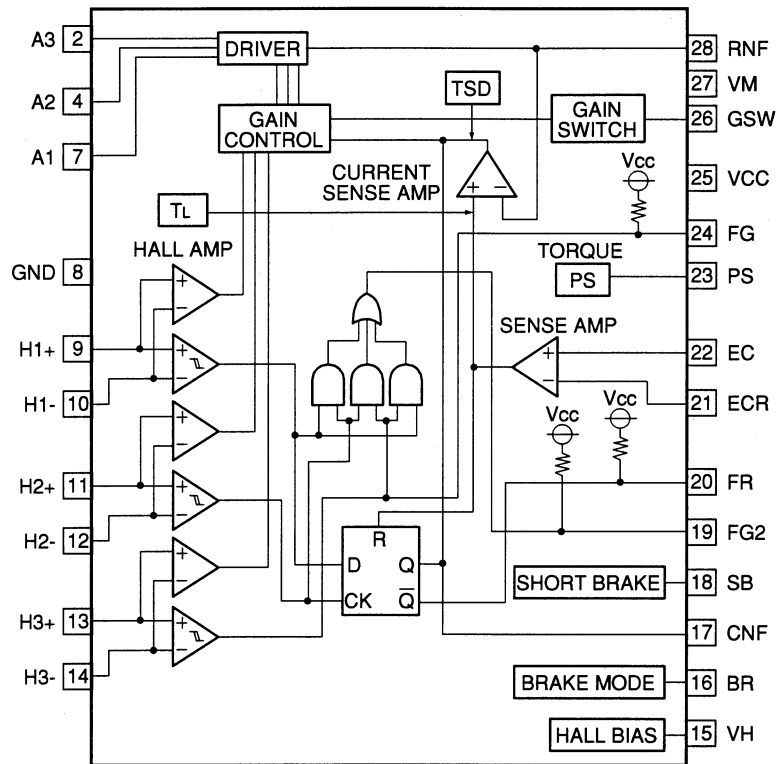 A3 2
A2 4
A1 7
GND 8
H1+ 9
H1- 10
H2+ 11
H2- 12
H3+ 13
H3- 14
DRIVER
GAIN
CONTROL
TSD
GAIN
SWITCH
CURRENT
SENSE AMP
+ −
TL
HALL AMP
+
−
+
−
+
−
+
−
+
−
+
−
VCC
TORQUE
PS
SENSE AMP
+
−
VCC
VCC
R
D Q
CK Q̅
SHORT BRAKE
BRAKE MODE
HALL BIAS
28 RNF
27 VM
26 GSW
25 VCC
24 FG
23 PS
22 EC
21 ECR
20 FR
19 FG2
18 SB
17 CNF
16 BR
15 VH